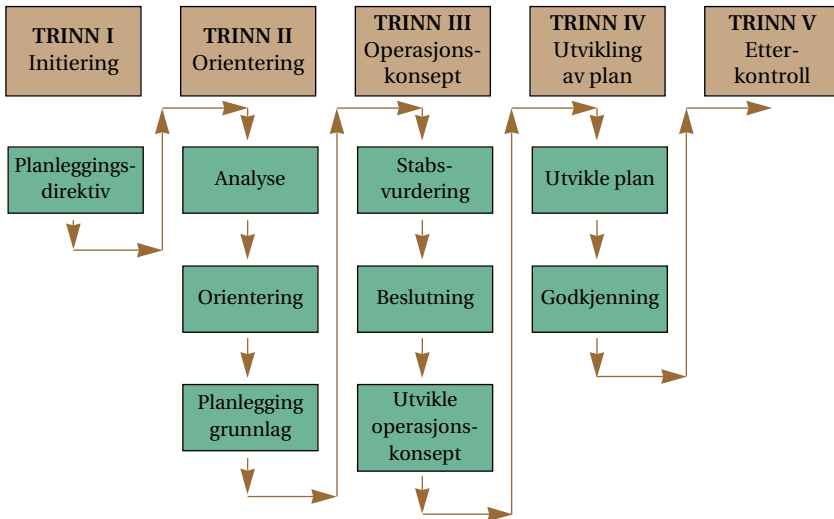 TRINN I
Initiering
TRINN II
Orientering
TRINN III
Operasjons-
konsept
TRINN IV
Utvikling
av plan
TRINN V
Etter-
kontroll
Planleggings-
direktiv
Analyse
Orientering
Planlegging
grunnlag
Stabs-
vurdering
Beslutning
Utvikle
operasjons-
konsept
Utvikle plan
Godkjenning